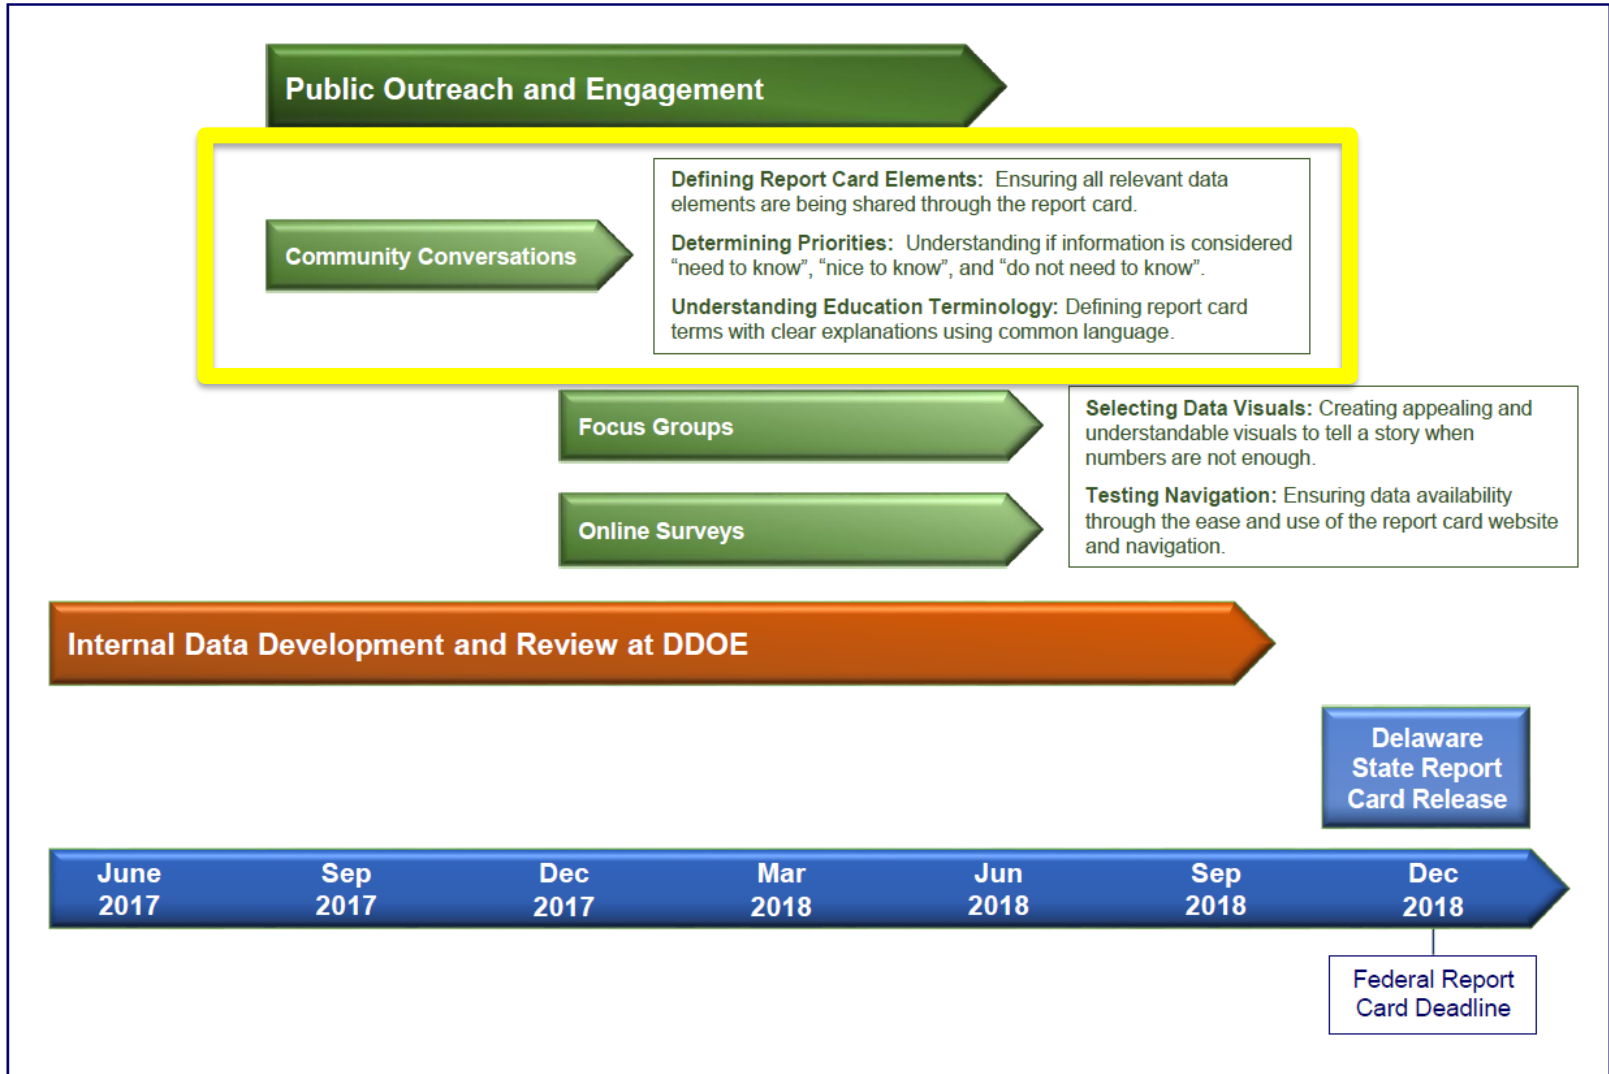 Public Outreach and Engagement
Community Conversations
Defining Report Card Elements: Ensuring all relevant data
elements are being shared through the report card.
Determining Priorities: Understanding if information is considered
“need to know”, “nice to know”, and “do not need to know”.
Understanding Education Terminology: Defining report card
terms with clear explanations using common language.
Focus Groups
Online Surveys
Selecting Data Visuals: Creating appealing and
understandable visuals to tell a story when
numbers are not enough.
Testing Navigation: Ensuring data availability
through the ease and use of the report card website
and navigation.
Internal Data Development and Review at DDOE
Delaware
State Report
Card Release
June
2017
Sep
2017
Dec
2017
Mar
2018
Jun
2018
Sep
2018
Dec
2018
Federal Report
Card Deadline